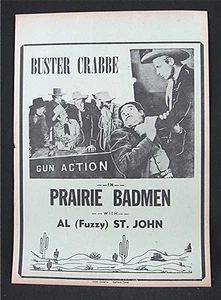 BUSTER CRABBE
GUN ACTION
IN
PRAIRIE BADMEN
WITH
AL (Fuzzy) ST. JOHN